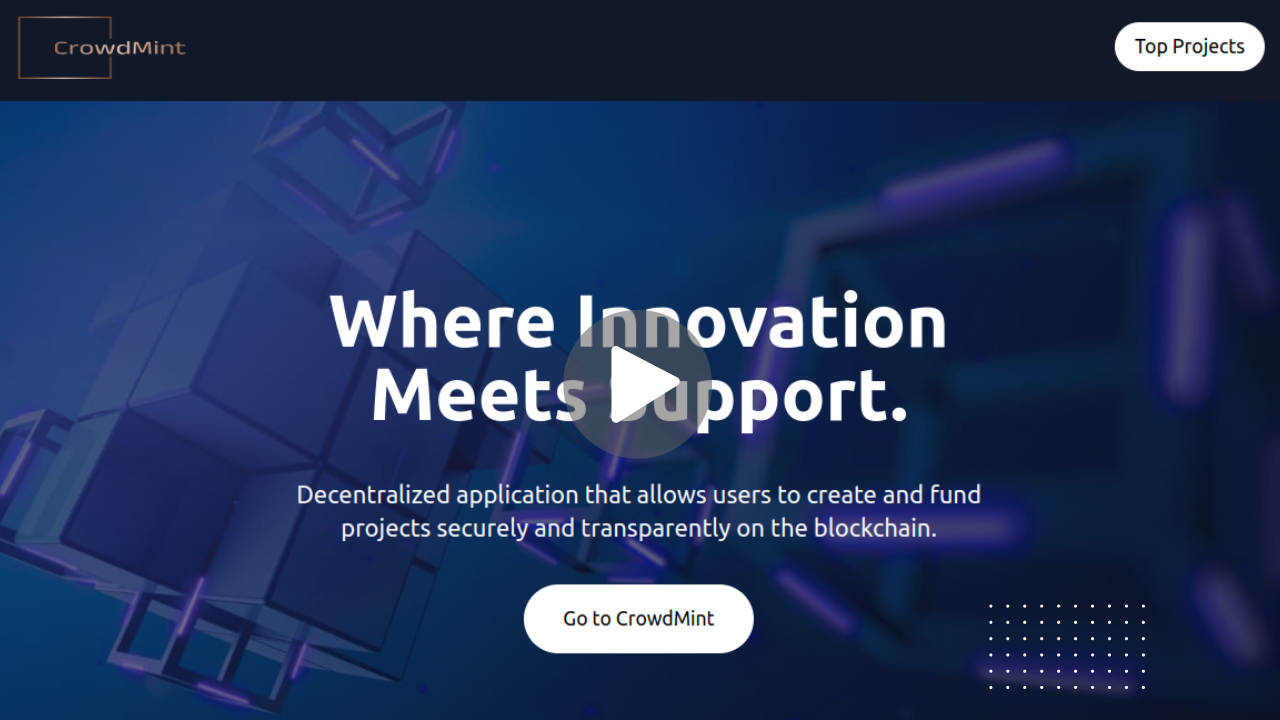 CrowdMint
Top Projects
Where Innovation
Meets Support.
Decentralized application that allows users to create and fund
projects securely and transparently on the blockchain.
Go to CrowdMint